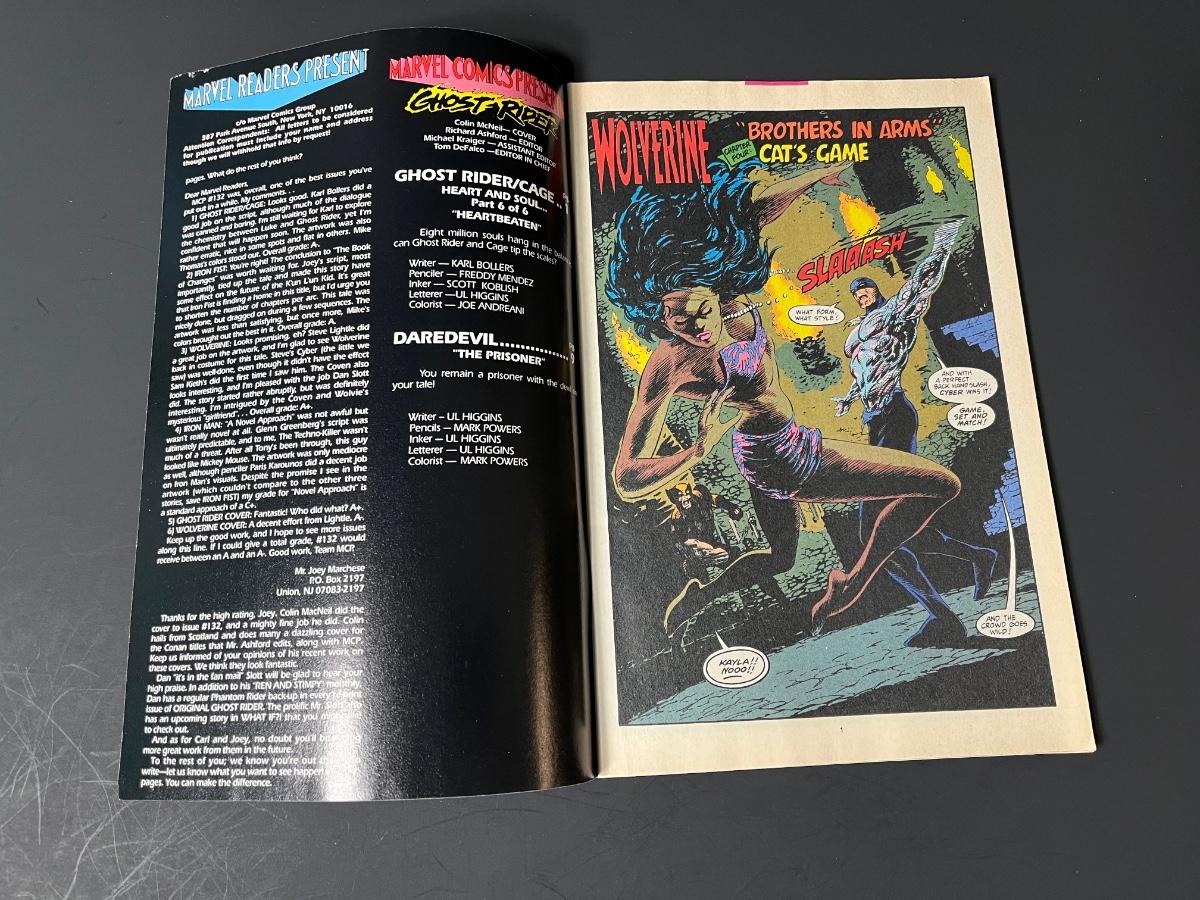 MARVEL READERS PRESENT
c/o Marvel Comics Group
387 Park Avenue South, New York, NY 10016
Attention Correspondents: All letters to be considered
for publication must include your name and address
though we will withhold that info by request!
pages. What do the rest of you think?
Dear Marvel Readers,
MCP #132 was, overall, one of the best issues you've
put out in a while. My comments. . .
1) GHOST RIDER/CAGE: Looks good. Karl Bollers did a
good job on the script, although much of the dialogue
was canned and boring. I'm still waiting for Karl to explore
the chemistry between Luke and Ghost Rider, yet I'm
confident that will happen soon. The artwork was also
rather erratic, nice in some spots and flat in others. Mike
Thomas's colors stood out. Overall grade: A-.
2) IRON FIST: You're right! The conclusion to "The Book
of Changes" was worth waiting for. Joey's script, most
importantly, tied up the tale and made this story have
some effect on the future of the K'un L'un Kid. It's great
that Iron Fist is finding a home in this title, but I'd urge you
to shorten the number of chapters per arc. This tale was
nicely done, but dragged on during a few sequences. The
artwork was less than satisfying, but once more, Mike's
colors brought out the best in it. Overall grade: A.
3) WOLVERINE: Looks promising, eh? Steve Lightle did
a great job on the artwork, and I'm glad to see Wolverine
back in costume for this tale. Steve's Cyber (the little we
saw) was well-done, even though it didn't have the effect
Sam Kieth's did the first time I saw him. The Coven also
looks interesting, and I'm pleased with the job Dan Slott
did. The story started rather abruptly, but was definitely
interesting. I'm intrigued by the Coven and Wolvie's
mysterious "girlfriend". . . Overall grade: A+.
4) IRON MAN: "A Novel Approach" was not awful but
wasn't really novel at all. Glenn Greenberg's script was
ultimately predictable, and to me, The Techno-Killer wasn't
much of a threat. After all Tony's been through, this guy
looked like Mickey Mouse. The artwork was only mediocre
as well, although penciler Paris Karounos did a decent job
on Iron Man's visuals. Despite the promise I see in the
artwork (which couldn't compare to the other three
stories, save IRON FIST) my grade for "Novel Approach" is
a standard approach of a C+.
5) GHOST RIDER COVER: Fantastic! Who did what? A+.
6) WOLVERINE COVER: A decent effort from Lightle. A-.
Keep up the good work, and I hope to see more issues
along this line. If I could give a total grade, #132 would
receive between an A and an A-. Good work, Team MCP.
Mr. Joey Marchese
P.O. Box 2197
Union, NJ 07083-2197
Thanks for the high rating, Joey. Colin MacNeil did the
cover to issue #132, and a mighty fine job he did. Colin
hails from Scotland and does many a dazzling cover for
the Conan titles that Mr. Ashford edits, along with MCP.
Keep us informed of your opinions of his recent work on
these covers. We think they look fantastic.
Dan "it's in the fan mail" Slott will be glad to hear your
high praise. In addition to his "REN AND STIMPY" monthly,
Dan has a regular Phantom Rider back-up in every
issue of ORIGINAL GHOST RIDER. The prolific Mr. Slott also
has an upcoming story in WHAT IF?! that you
to check out.
And as for Carl and Joey, no doubt you'll be
more great work from them in the future.
To the rest of you; we know you're out
write—let us know what you want to see
pages. You can make the difference.
MARVEL COMICS PRESEN
GHOST RIDER
Colin McNeil— COVER
Richard Ashford — EDITOR
Michael Kraiger — ASSISTANT EDITOR
Tom DeFalco —EDITOR IN CHIEF
GHOST RIDER/CAGE..
HEART AND SOUL...
Part 6 of 6
"HEARTBEATEN"
Eight million souls hang in the
can Ghost Rider and Cage tip the scales?
Writer — KARL BOLLERS
Penciler — FREDDY MENDEZ
Inker — SCOTT KOBLISH
Letterer —UL HIGGINS
Colorist — JOE ANDREANI
DAREDEVIL..............
"THE PRISONER"
You remain a prisoner with the
your tale!
Writer – UL HIGGINS
Pencils – MARK POWERS
Inker — UL HIGGINS
Letterer — UL HIGGINS
Colorist — MARK POWERS
WOLVERINE
"BROTHERS IN ARMS"
CHAPTER FOUR:
CAT'S GAME
SLAAASH
WHAT FORM,
WHAT STYLE!
AND WITH
A PERFECT
BACK HANDSLASH,
CYBER WINS IT!
GAME,
SET AND
MATCH!
AND THE
CROWD GOES
WILD!
KAYLA!!
NOOO!!
1